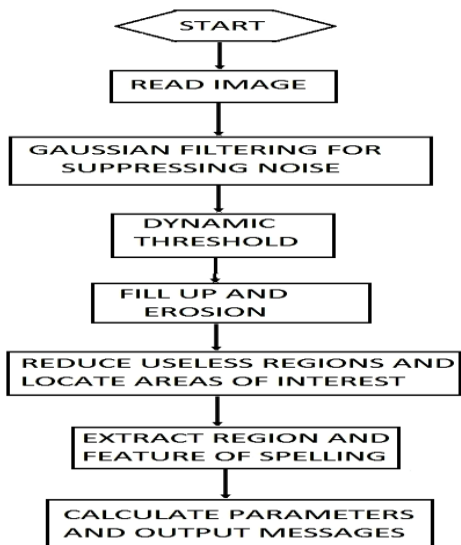 START
READ IMAGE
GAUSSIAN FILTERING FOR
SUPPRESSING NOISE
DYNAMIC
THRESHOLD
FILL UP AND
EROSION
REDUCE USELESS REGIONS AND
LOCATE AREAS OF INTEREST
EXTRACT REGION AND
FEATURE OF SPELLING
CALCULATE PARAMETERS
AND OUTPUT MESSAGES